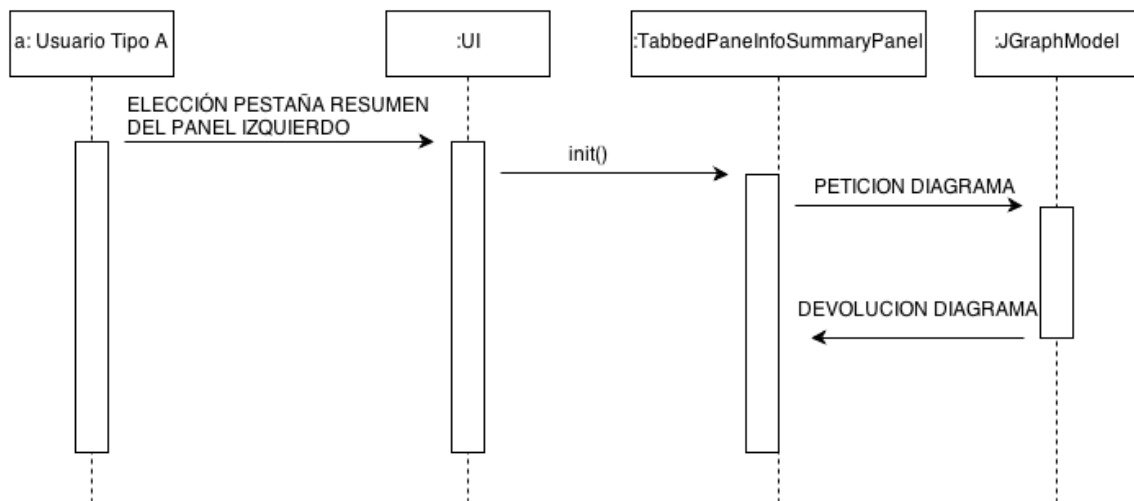 a: Usuario Tipo A
:UI
:TabbedPaneInfoSummaryPanel
:JGraphModel
ELECCIÓN PESTAÑA RESUMEN
DEL PANEL IZQUIERDO
init()
PETICION DIAGRAMA
DEVOLUCION DIAGRAMA